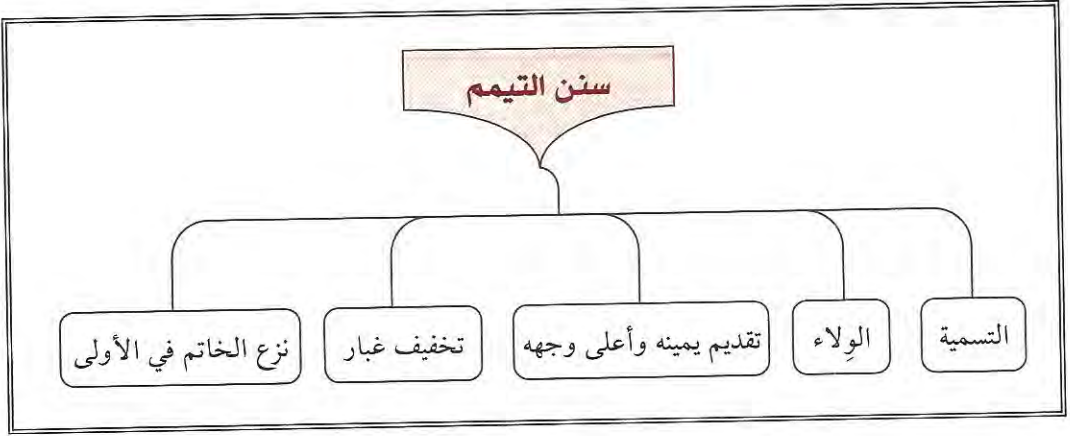 سنن التيمم
التسمية
الوِلاء
تقديم يمينه وأعلى وجهه
تخفيف غبار
نزع الخاتم في الأولى